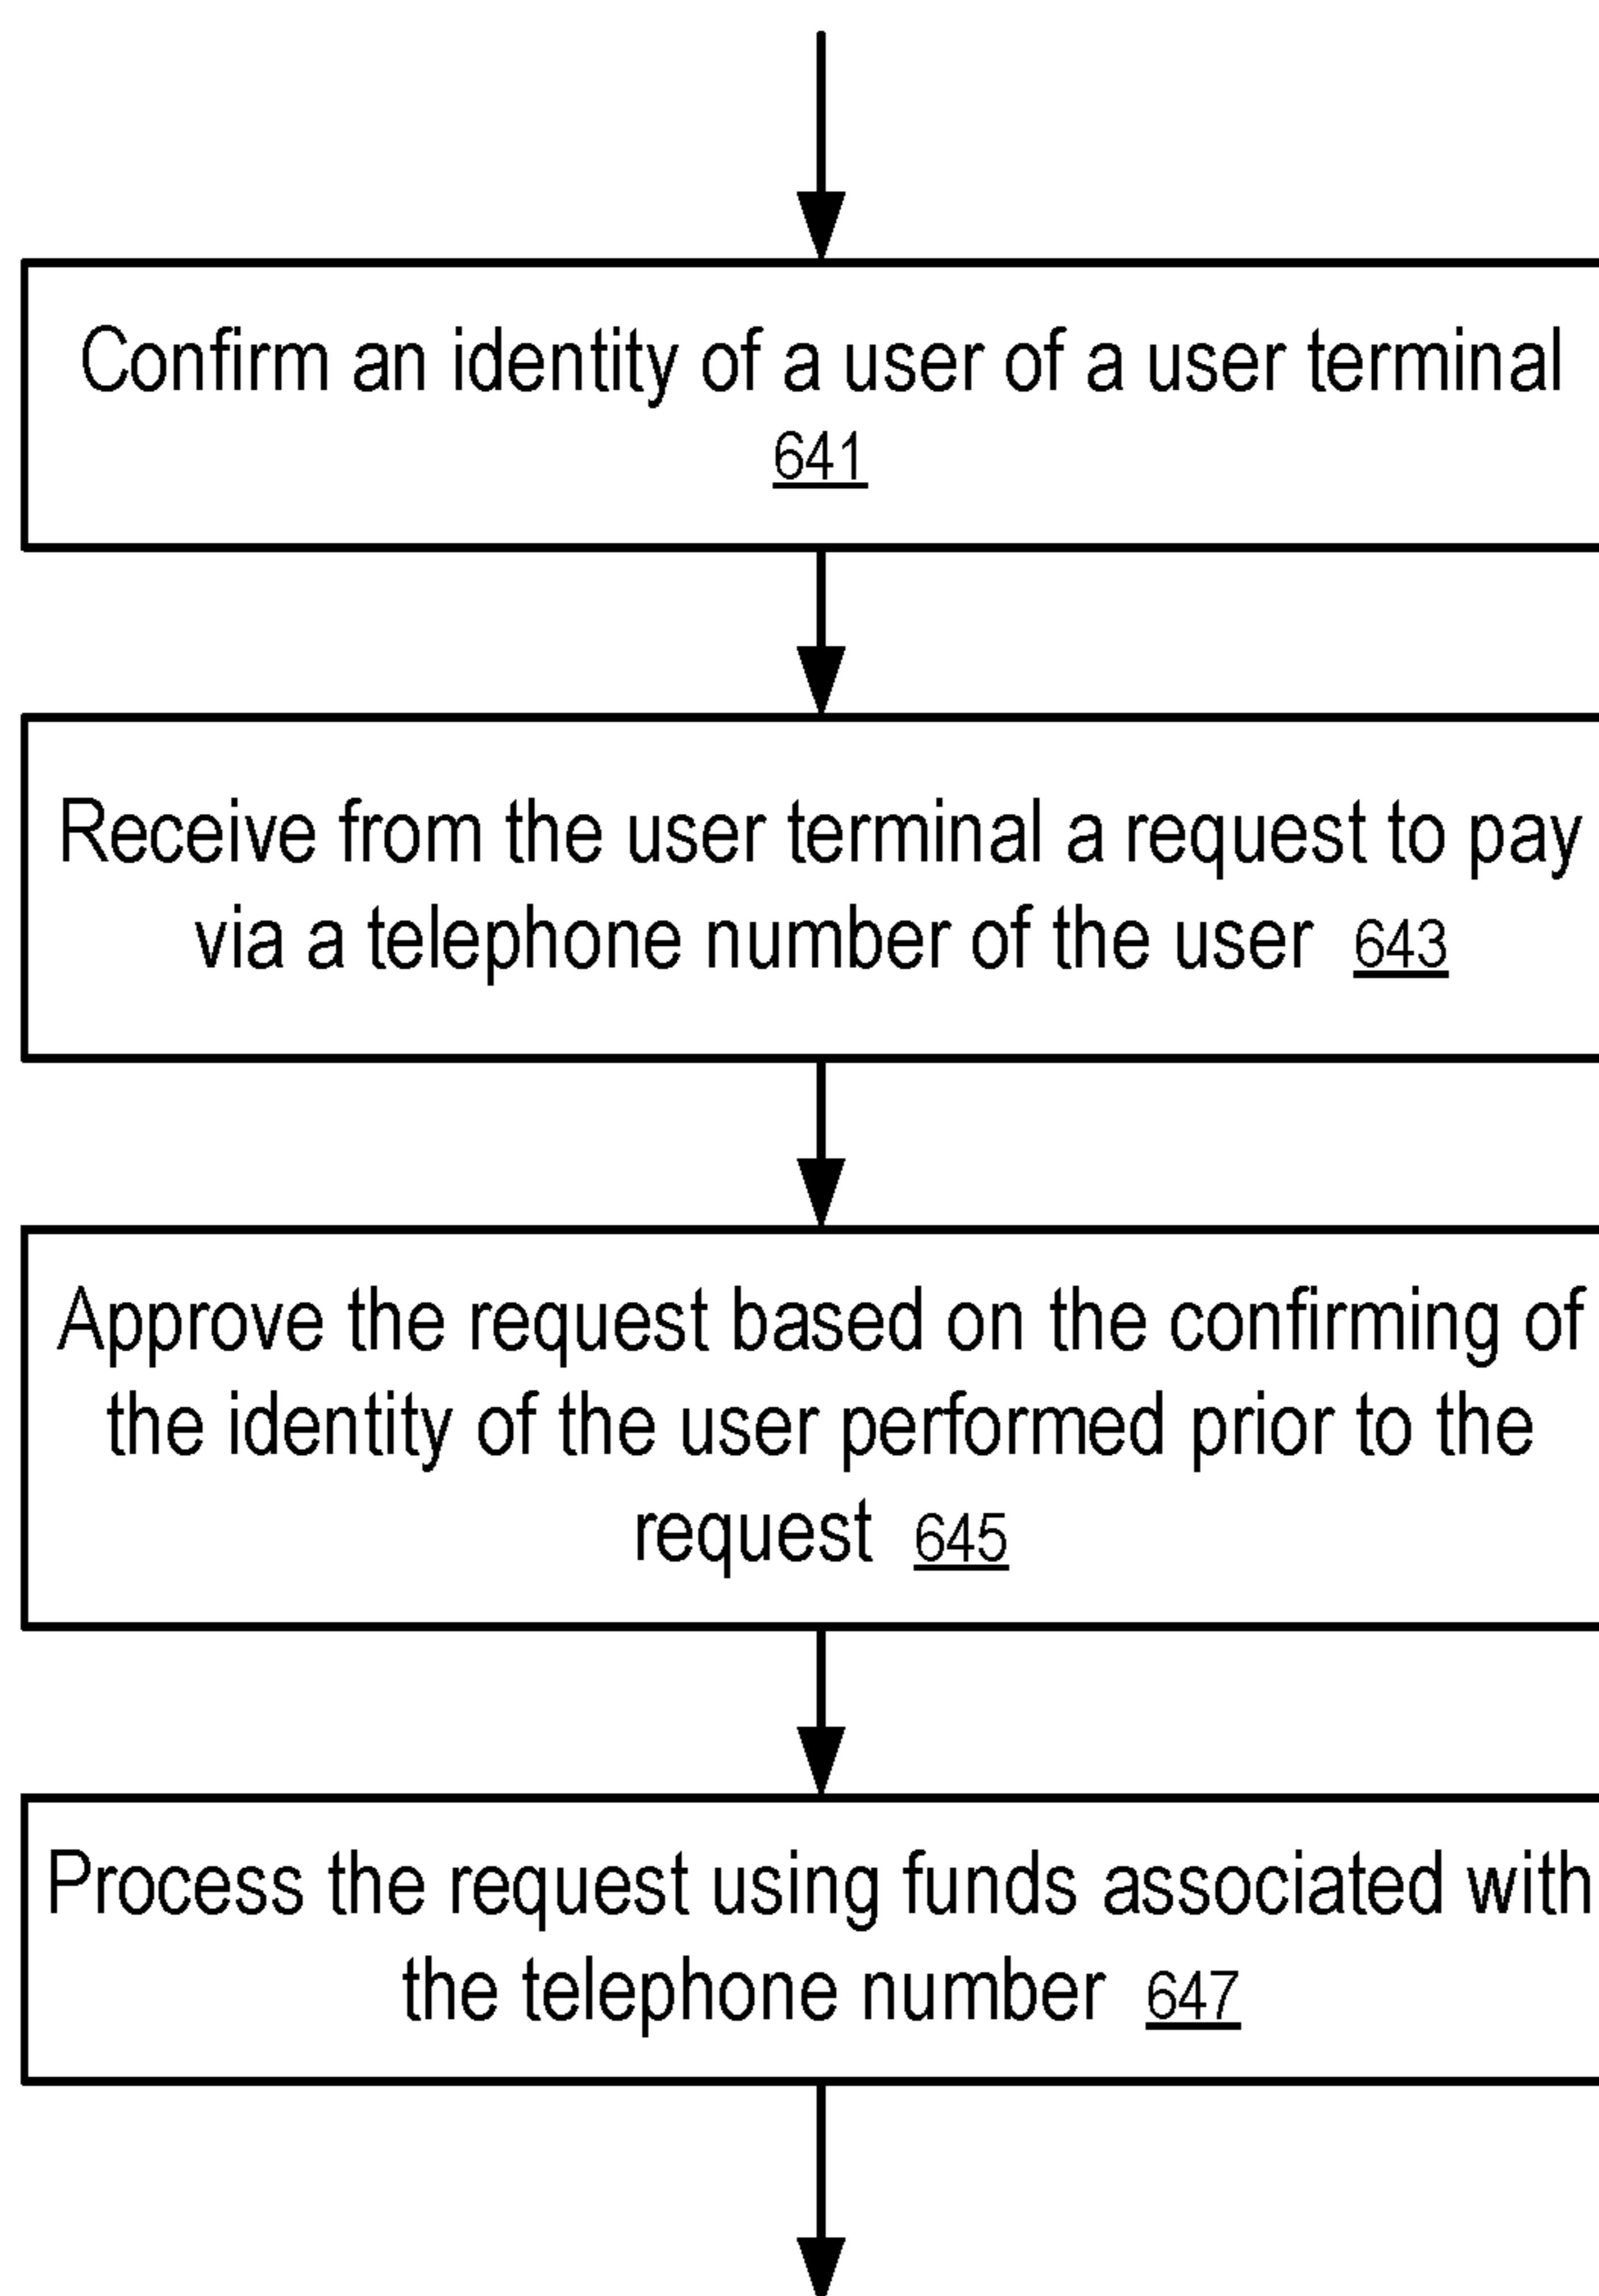 Confirm an identity of a user of a user terminal
641
Receive from the user terminal a request to pay
via a telephone number of the user 643
Approve the request based on the confirming of
the identity of the user performed prior to the
request 645
Process the request using funds associated with
the telephone number 647